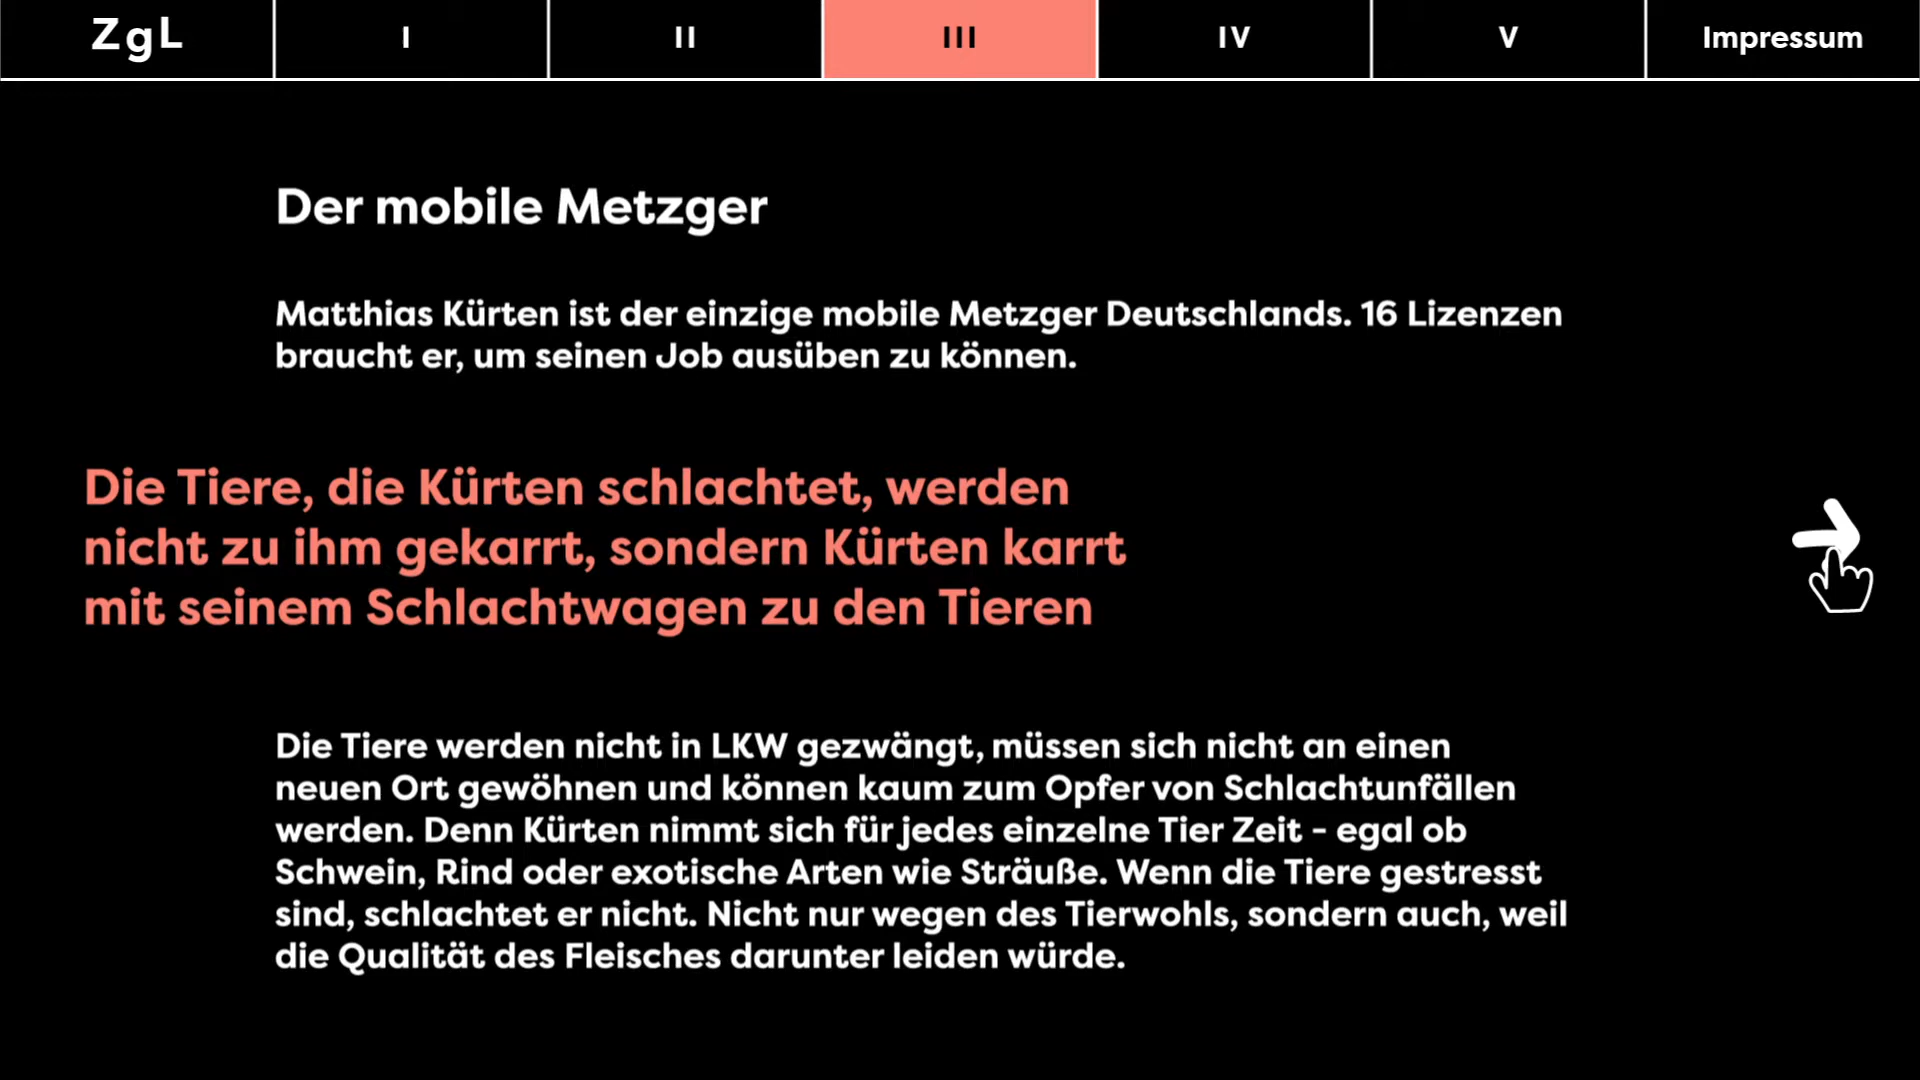 ZgL I II III IV V Impressum
Der mobile Metzger
Matthias Kürten ist der einzige mobile Metzger Deutschlands. 16 Lizenzen
braucht er, um seinen Job ausüben zu können.
Die Tiere, die Kürten schlachtet, werden
nicht zu ihm gekarrt, sondern Kürten karrt
mit seinem Schlachtwagen zu den Tieren
Die Tiere werden nicht in LKW gezwängt, müssen sich nicht an einen
neuen Ort gewöhnen und können kaum zum Opfer von Schlachtunfällen
werden. Denn Kürten nimmt sich für jedes einzelne Tier Zeit - egal ob
Schwein, Rind oder exotische Arten wie Sträuße. Wenn die Tiere gestresst
sind, schlachtet er nicht. Nicht nur wegen des Tierwohls, sondern auch, weil
die Qualität des Fleisches darunter leiden würde.